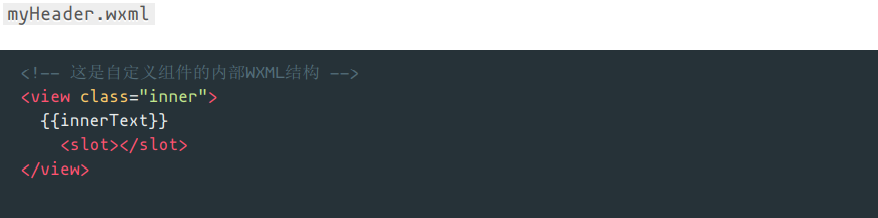 myHeader.wxml
<!-- 这是自定义组件的内部WXML结构 -->
<view class="inner">
  {{innerText}}
    <slot></slot>
</view>